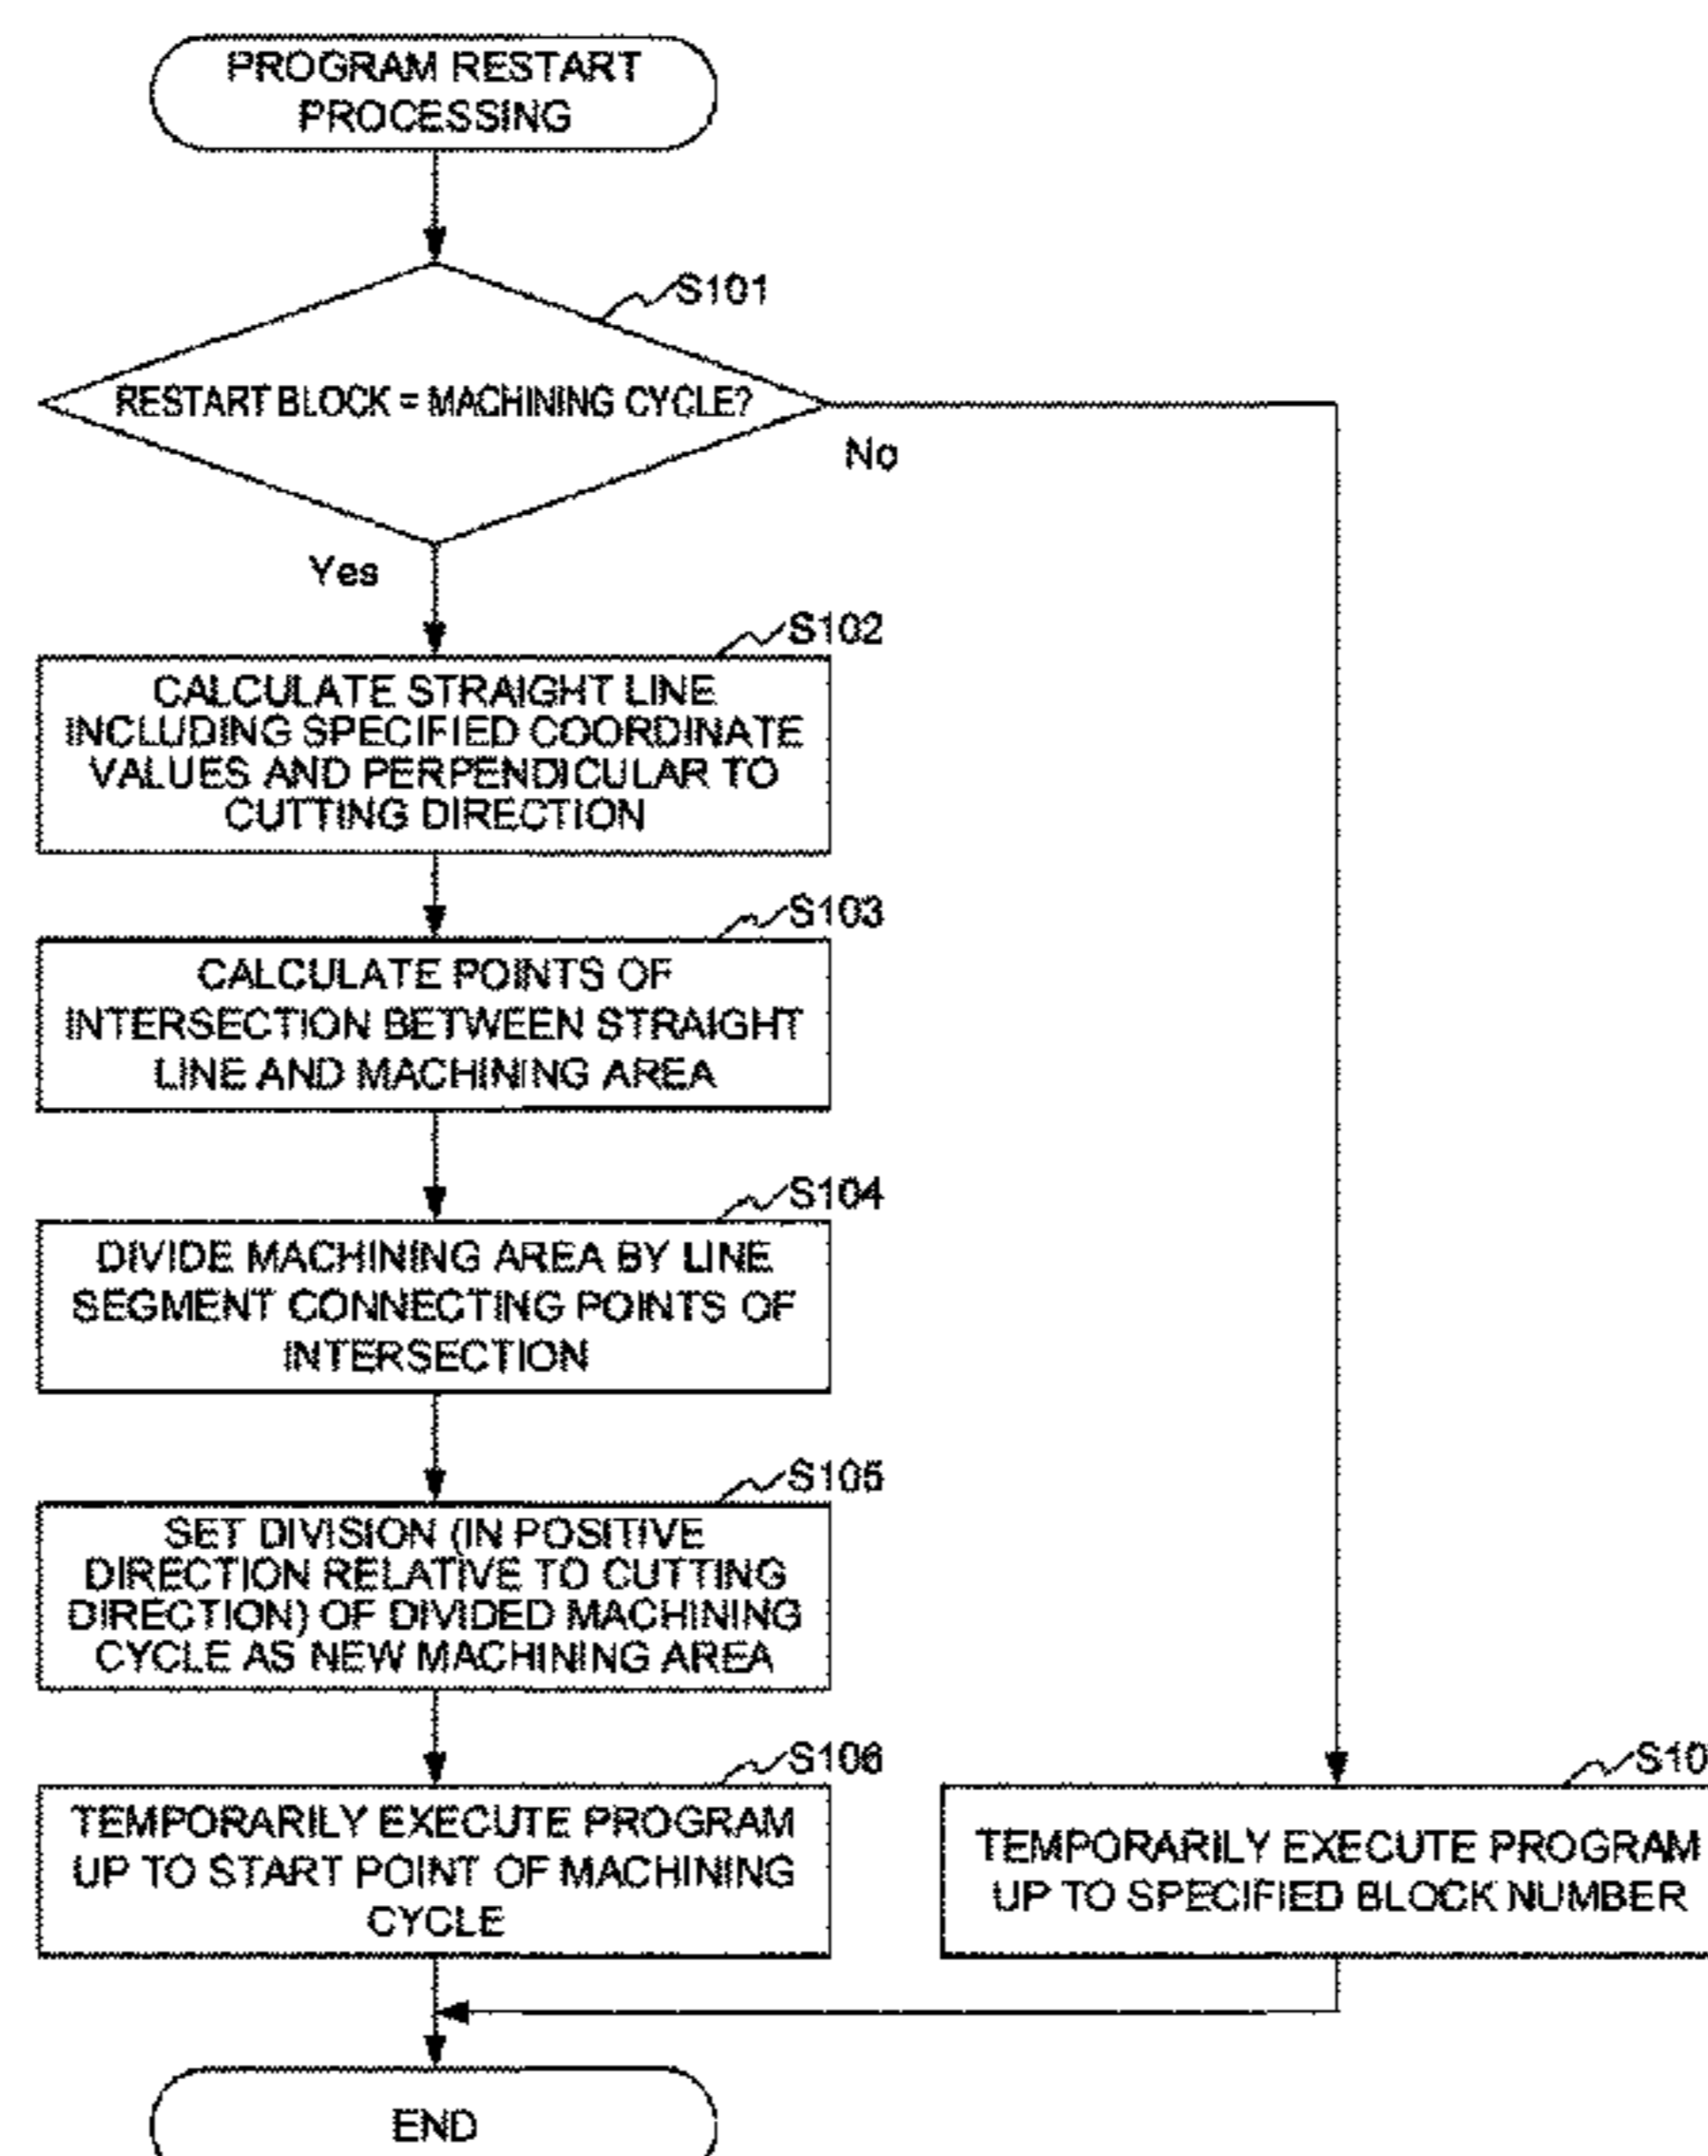 PROGRAM RESTART
PROCESSING
S101
RESTART BLOCK = MACHINING CYCLE?
No
Yes
S102
CALCULATE STRAIGHT LINE
INCLUDING SPECIFIED COORDINATE
VALUES AND PERPENDICULAR TO
CUTTING DIRECTION
S103
CALCULATE POINTS OF
INTERSECTION BETWEEN STRAIGHT
LINE AND MACHINING AREA
S104
DIVIDE MACHINING AREA BY LINE
SEGMENT CONNECTING POINTS OF
INTERSECTION
S105
SET DIVISION (IN POSITIVE
DIRECTION RELATIVE TO CUTTING
DIRECTION) OF DIVIDED MACHINING
CYCLE AS NEW MACHINING AREA
S106
TEMPORARILY EXECUTE PROGRAM
UP TO START POINT OF MACHINING
CYCLE
S10
TEMPORARILY EXECUTE PROGRAM
UP TO SPECIFIED BLOCK NUMBER
END